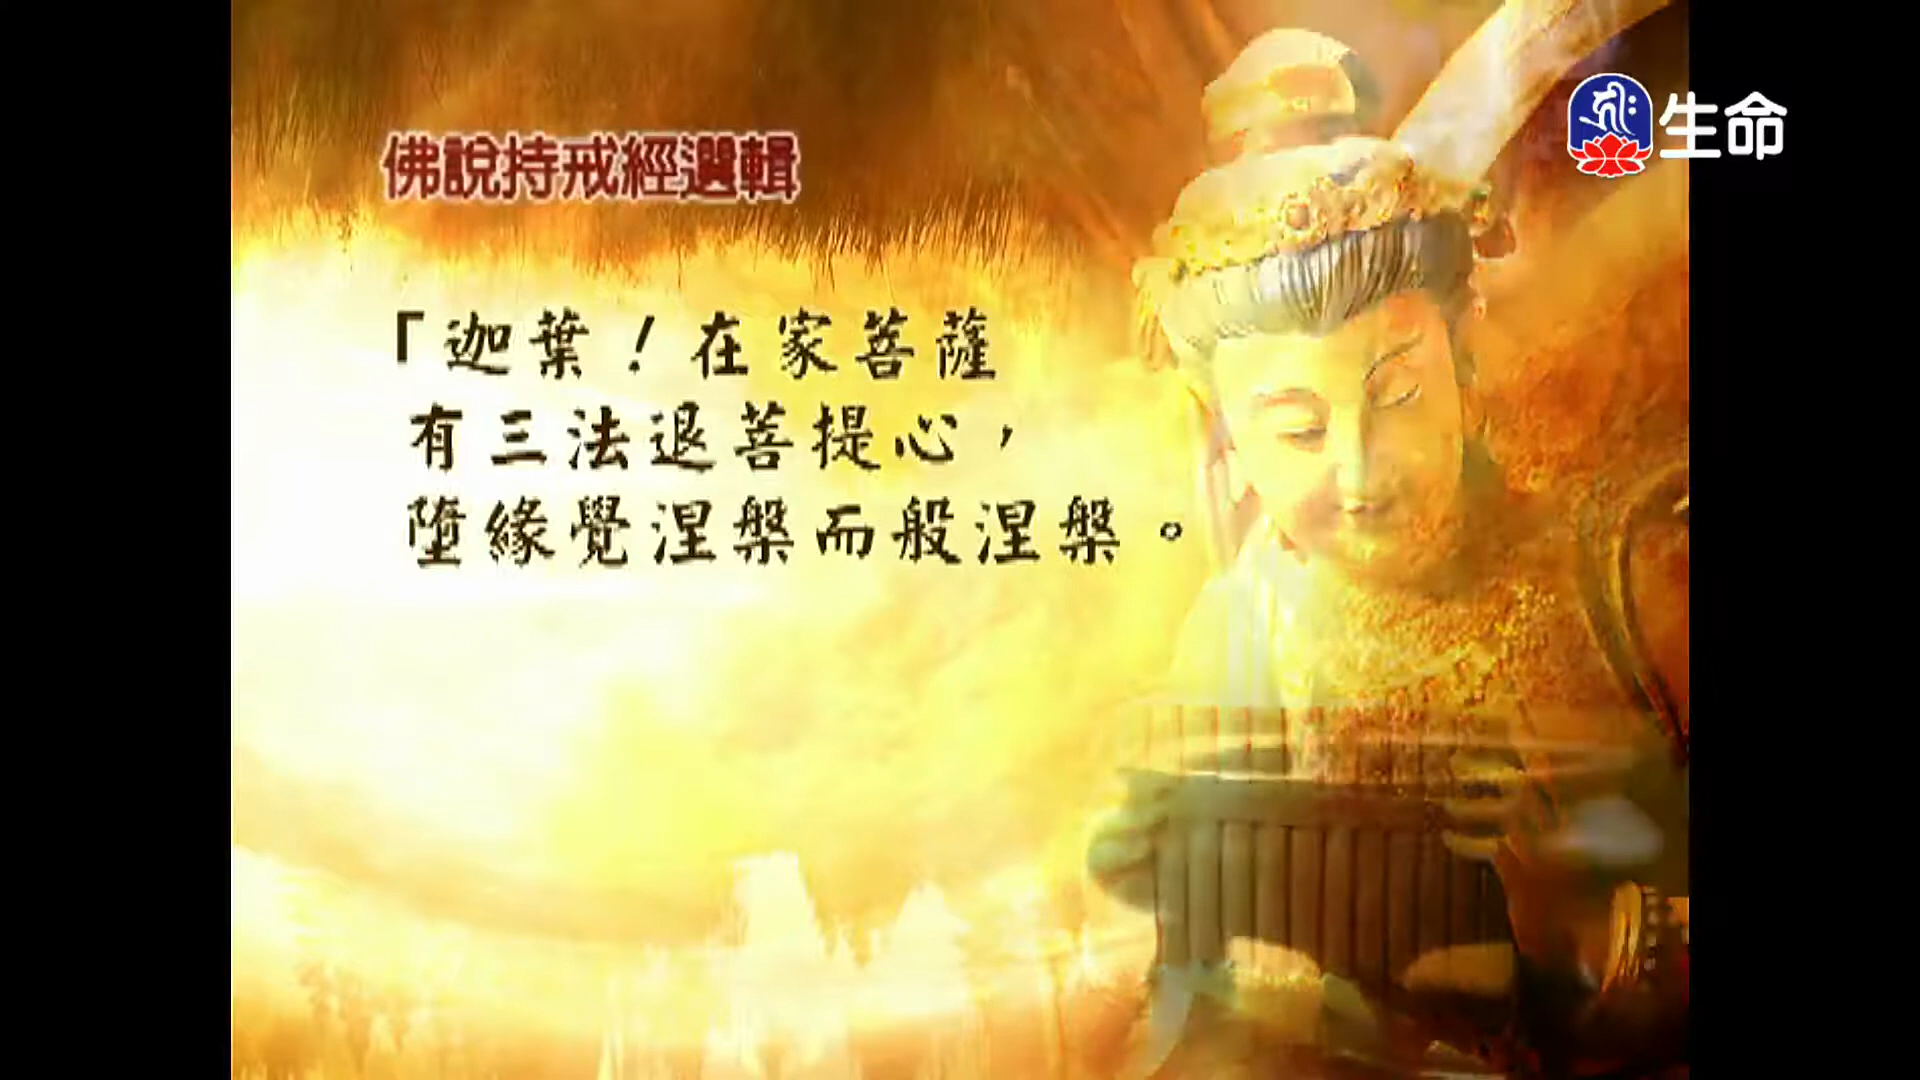 佛說持戒經選輯
生命
「迦葉！在家菩薩
有三法退菩提心，
墮緣覺涅槃而般涅槃。